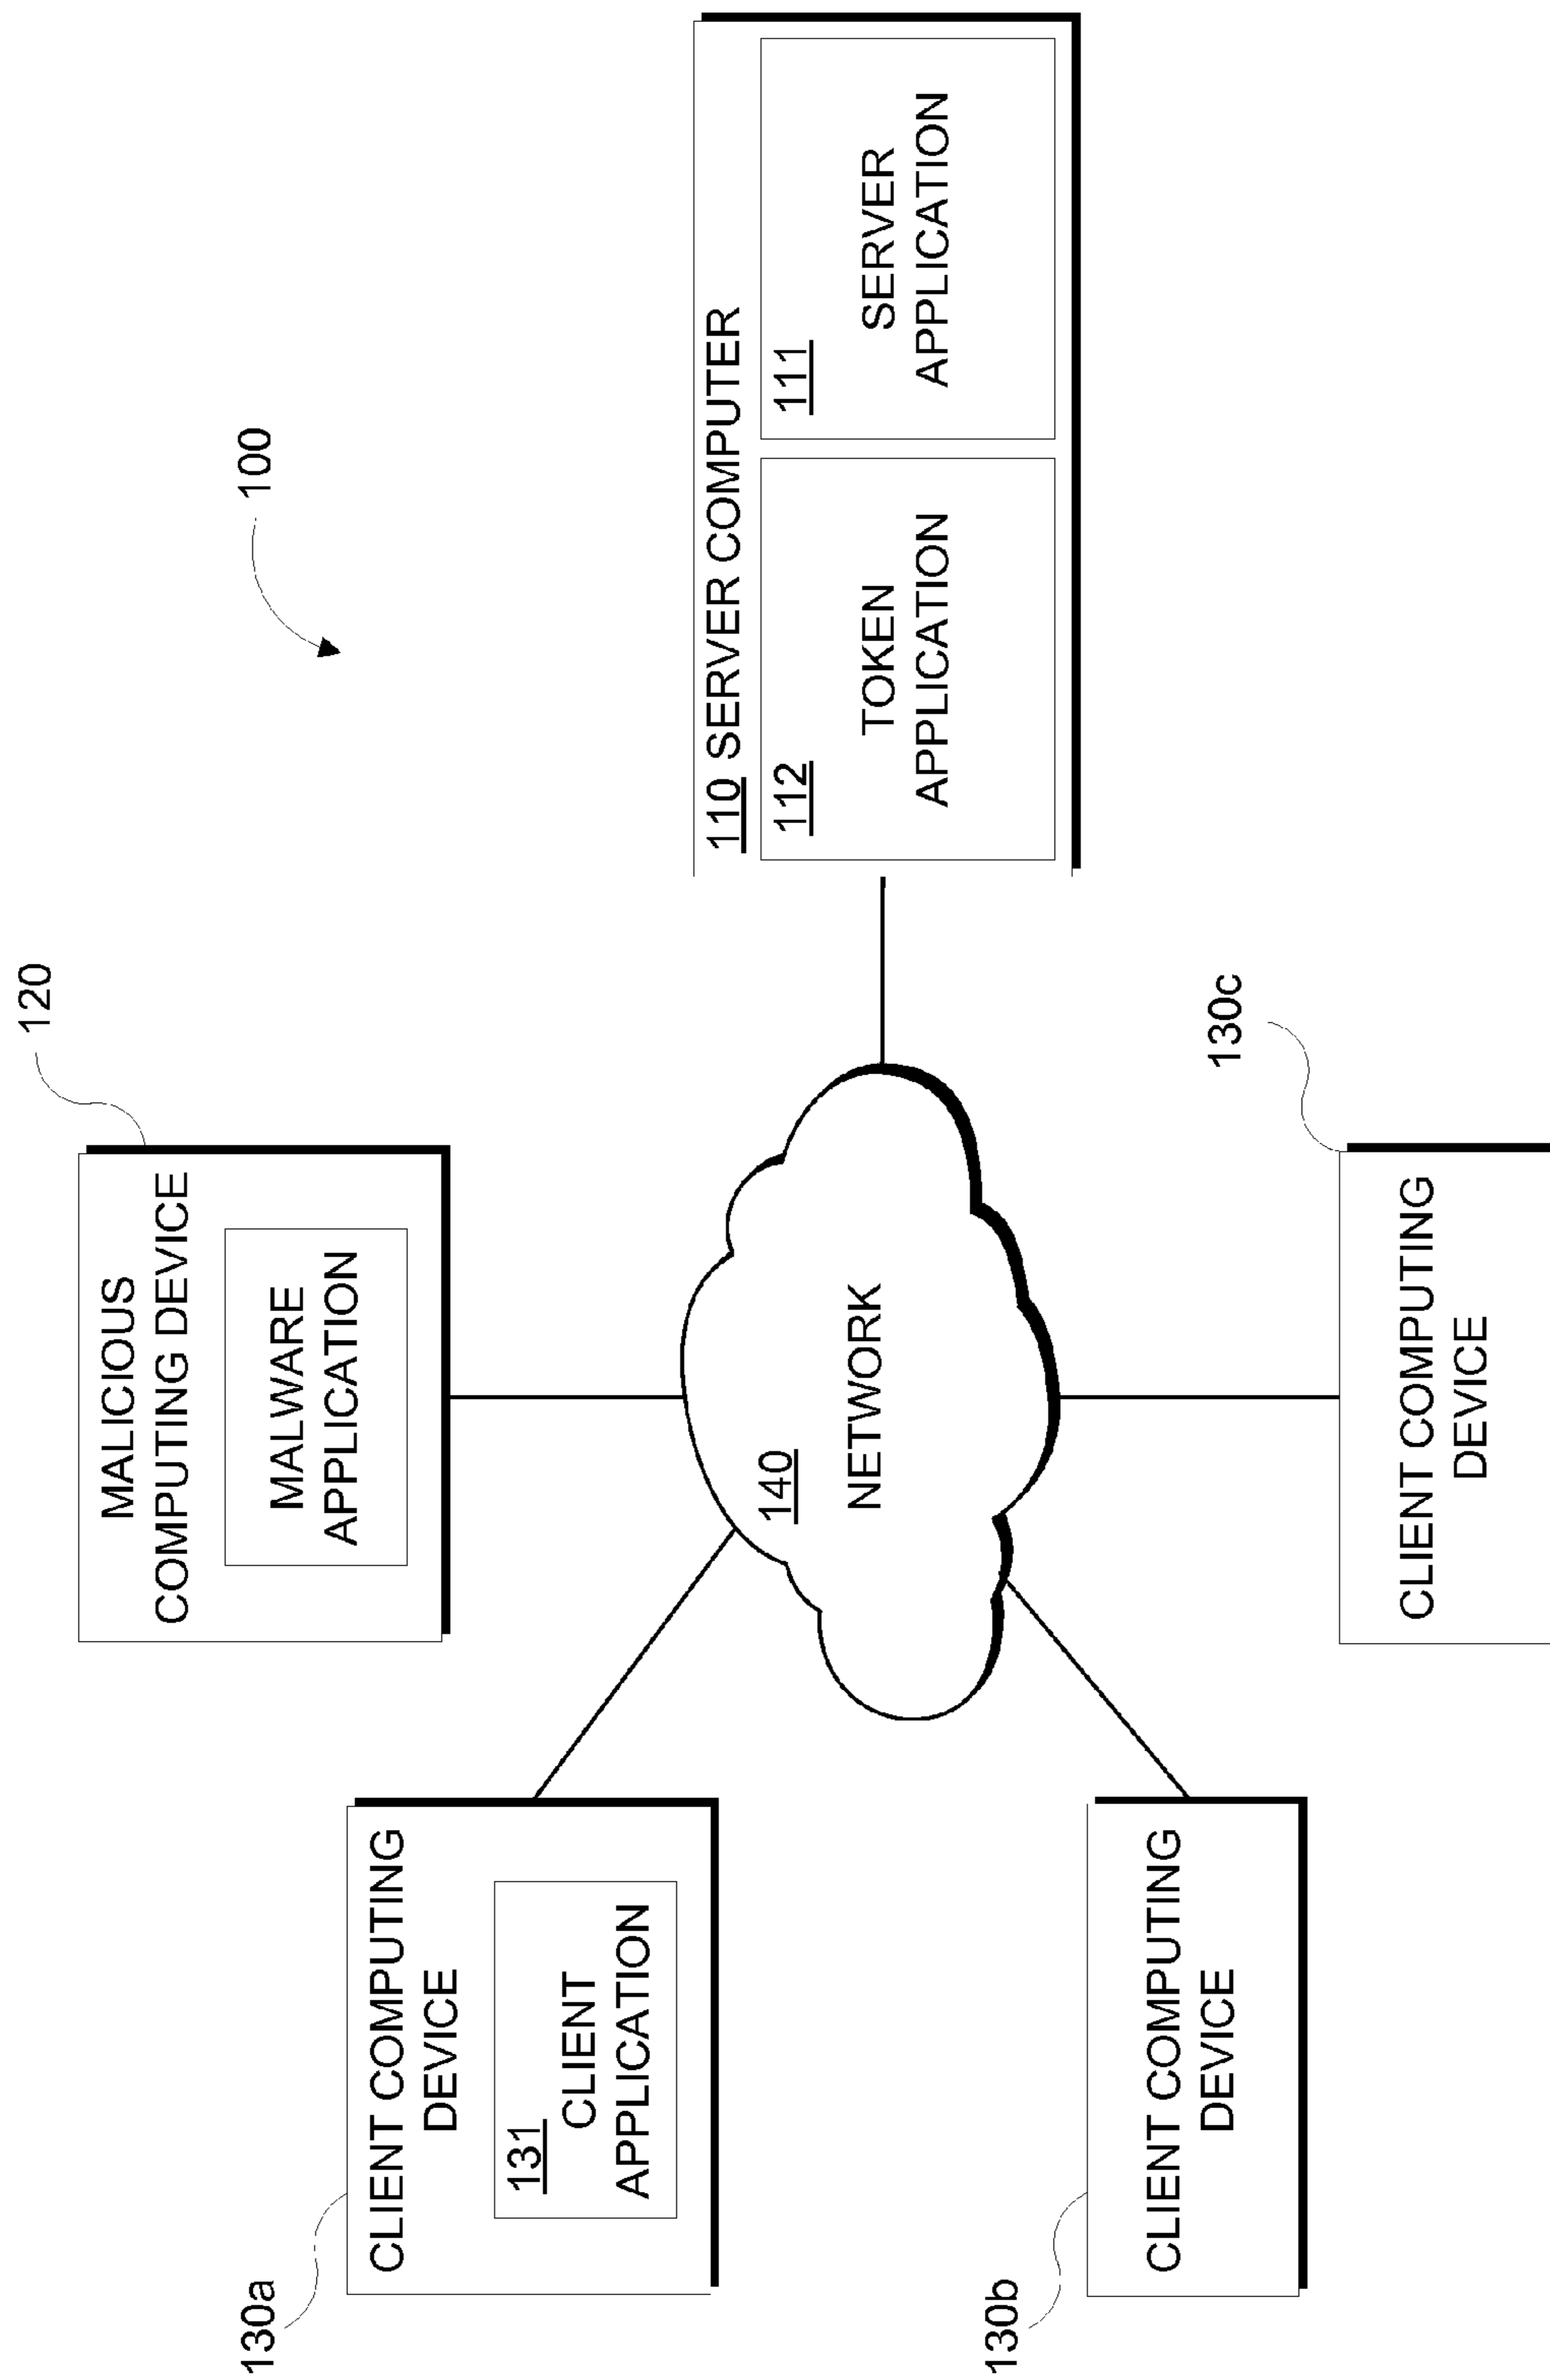 100
120
MALICIOUS
COMPUTING DEVICE
MALWARE
APPLICATION
130a
CLIENT COMPUTING
DEVICE
131
CLIENT
APPLICATION
140
NETWORK
110 SERVER COMPUTER
112
TOKEN
APPLICATION
111
SERVER
APPLICATION
130b
CLIENT COMPUTING
DEVICE
130c
CLIENT COMPUTING
DEVICE